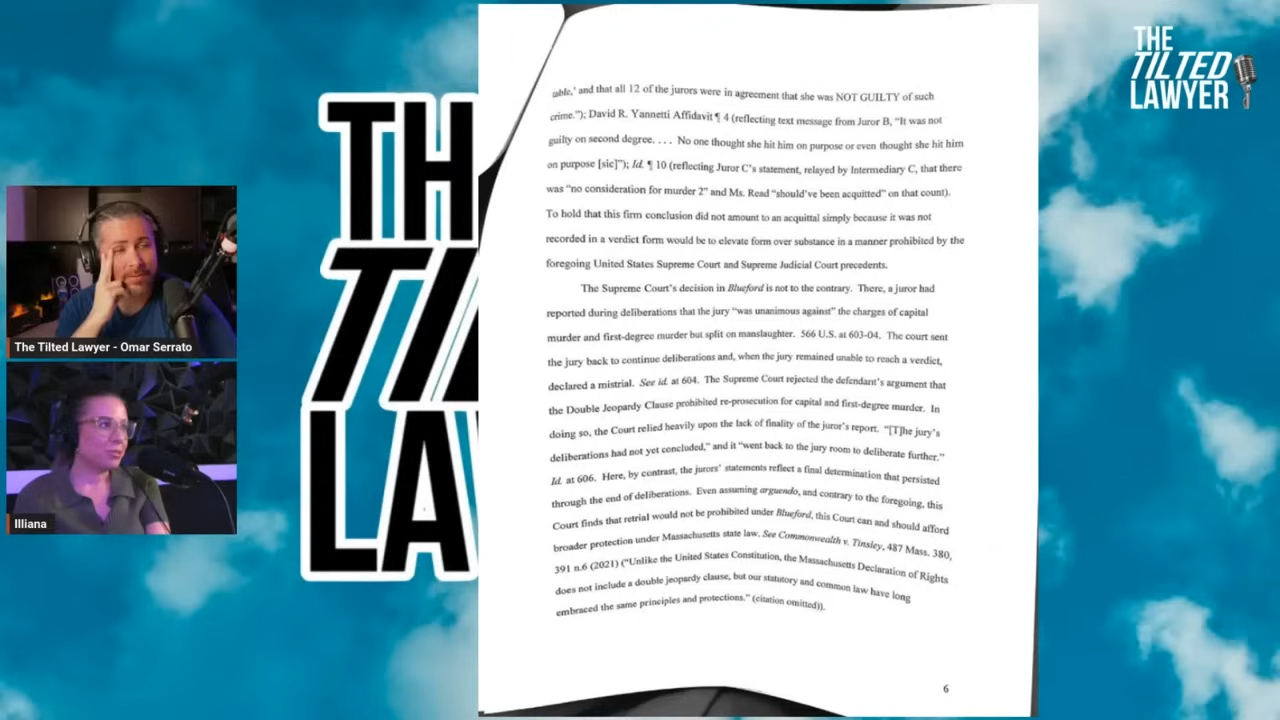 THE
TILTED
LAWYER
TH
TI
LA
The Tilted Lawyer - Omar Serrato
Illiana
table,' and that all 12 of the jurors were in agreement that she was NOT GUILTY of such
crime."); David R. Yannetti Affidavit ¶ 4 (reflecting text message from Juror B, "It was not
guilty on second degree. . . . No one thought she hit him on purpose or even thought she hit him
on purpose [sic]"); Id. ¶ 10 (reflecting Juror C's statement, relayed by Intermediary C, that there
was "no consideration for murder 2" and Ms. Read "should've been acquitted" on that count).
To hold that this firm conclusion did not amount to an acquittal simply because it was not
recorded in a verdict form would be to elevate form over substance in a manner prohibited by the
foregoing United States Supreme Court and Supreme Judicial Court precedents.
The Supreme Court's decision in Blueford is not to the contrary. There, a juror had
reported during deliberations that the jury "was unanimous against" the charges of capital
murder and first-degree murder but split on manslaughter. 566 U.S. at 603-04. The court sent
the jury back to continue deliberations and, when the jury remained unable to reach a verdict,
declared a mistrial. See id. at 604. The Supreme Court rejected the defendant's argument that
the Double Jeopardy Clause prohibited re-prosecution for capital and first-degree murder. In
doing so, the Court relied heavily upon the lack of finality of the juror's report. "[T]he jury's
deliberations had not yet concluded," and it "went back to the jury room to deliberate further."
Id. at 606. Here, by contrast, the jurors' statements reflect a final determination that persisted
through the end of deliberations. Even assuming arguendo, and contrary to the foregoing, this
Court finds that retrial would not be prohibited under Blueford, this Court can and should afford
broader protection under Massachusetts state law. See Commonwealth v. Tinsley, 487 Mass. 380,
391 n.6 (2021) ("Unlike the United States Constitution, the Massachusetts Declaration of Rights
does not include a double jeopardy clause, but our statutory and common law have long
embraced the same principles and protections." (citation omitted)).
6